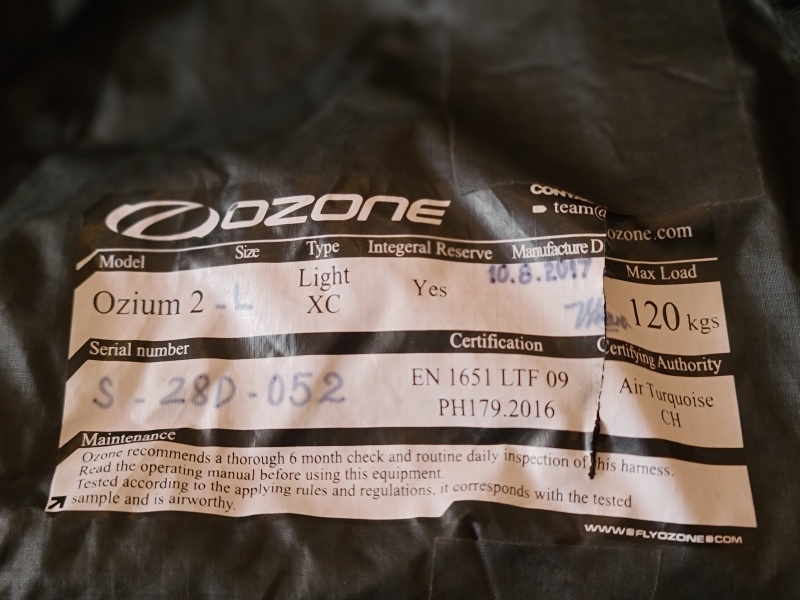 OZONE
team@ozone.com
Model Size Type Integeral Reserve Manufacture D Max Load
Ozium 2 - L Light XC Yes 10.8.2017 120 kgs
Serial number Certification Certifying Authority
S - 28D - 052 EN 1651 LTF 09 Air Turquoise
PH179.2016 CH
Maintenance
Ozone recommends a thorough 6 month check and routine daily inspection of this harness.
Read the operating manual before using this equipment.
Tested according to the applying rules and regulations, it corresponds with the tested
sample and is airworthy.
WWW.FLYOZONE.COM